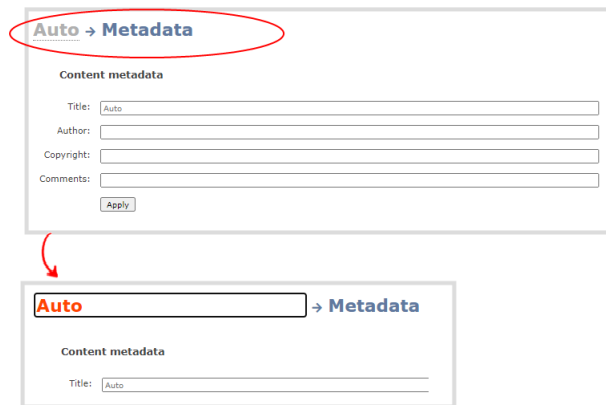 Auto → Metadata
Content metadata
Title: Auto
Author:
Copyright:
Comments:
Apply
Auto → Metadata
Content metadata
Title: Auto